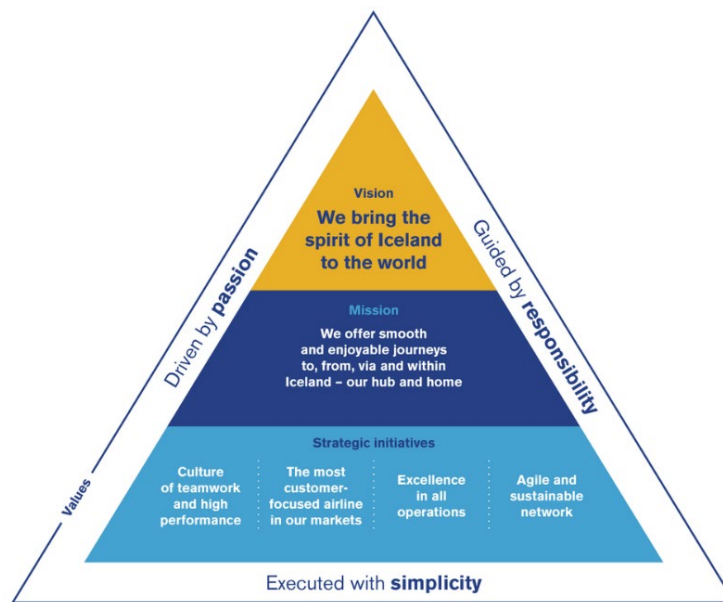 Vision
We bring the
spirit of Iceland
to the world
Driven by passion
Guided by responsibility
Mission
We offer smooth
and enjoyable journeys
to, from, via and within
Iceland – our hub and home
Strategic initiatives
Culture
of teamwork
and high
performance
The most
customer-
focused airline
in our markets
Excellence
in all
operations
Agile and
sustainable
network
Values
Executed with simplicity